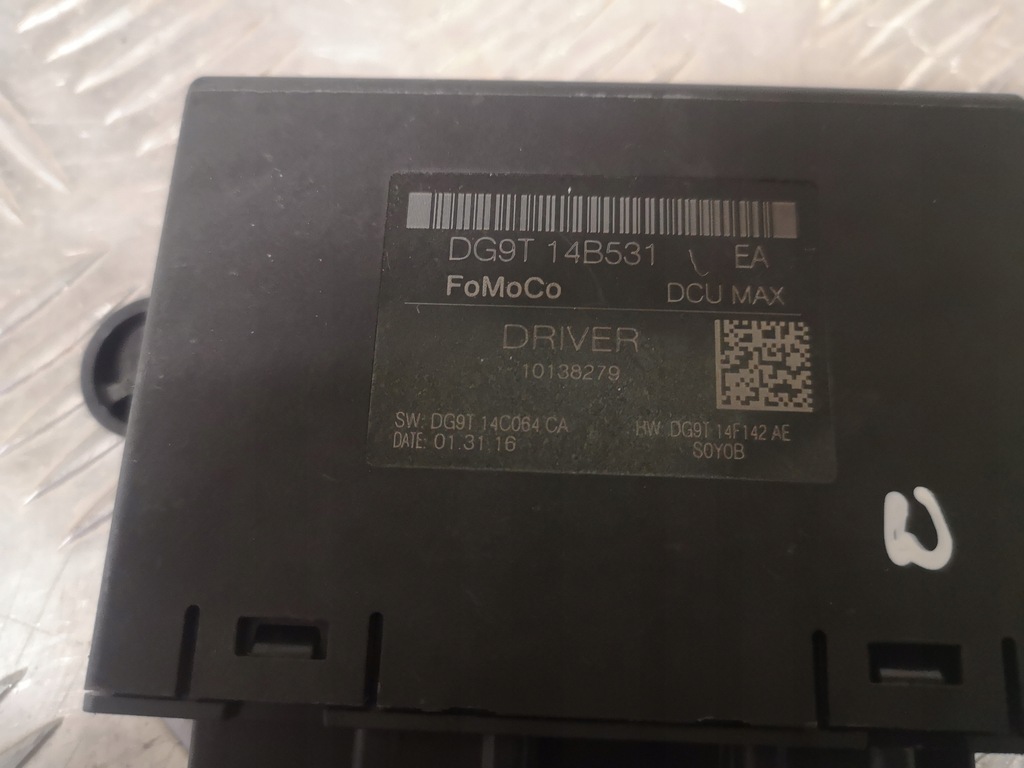 DG9T 14B531 EA
FoMoCo DCU MAX
DRIVER
10138279
SW: DG9T 14C064 CA HW: DG9T 14F142 AE
DATE: 01.31.16 S0Y0B